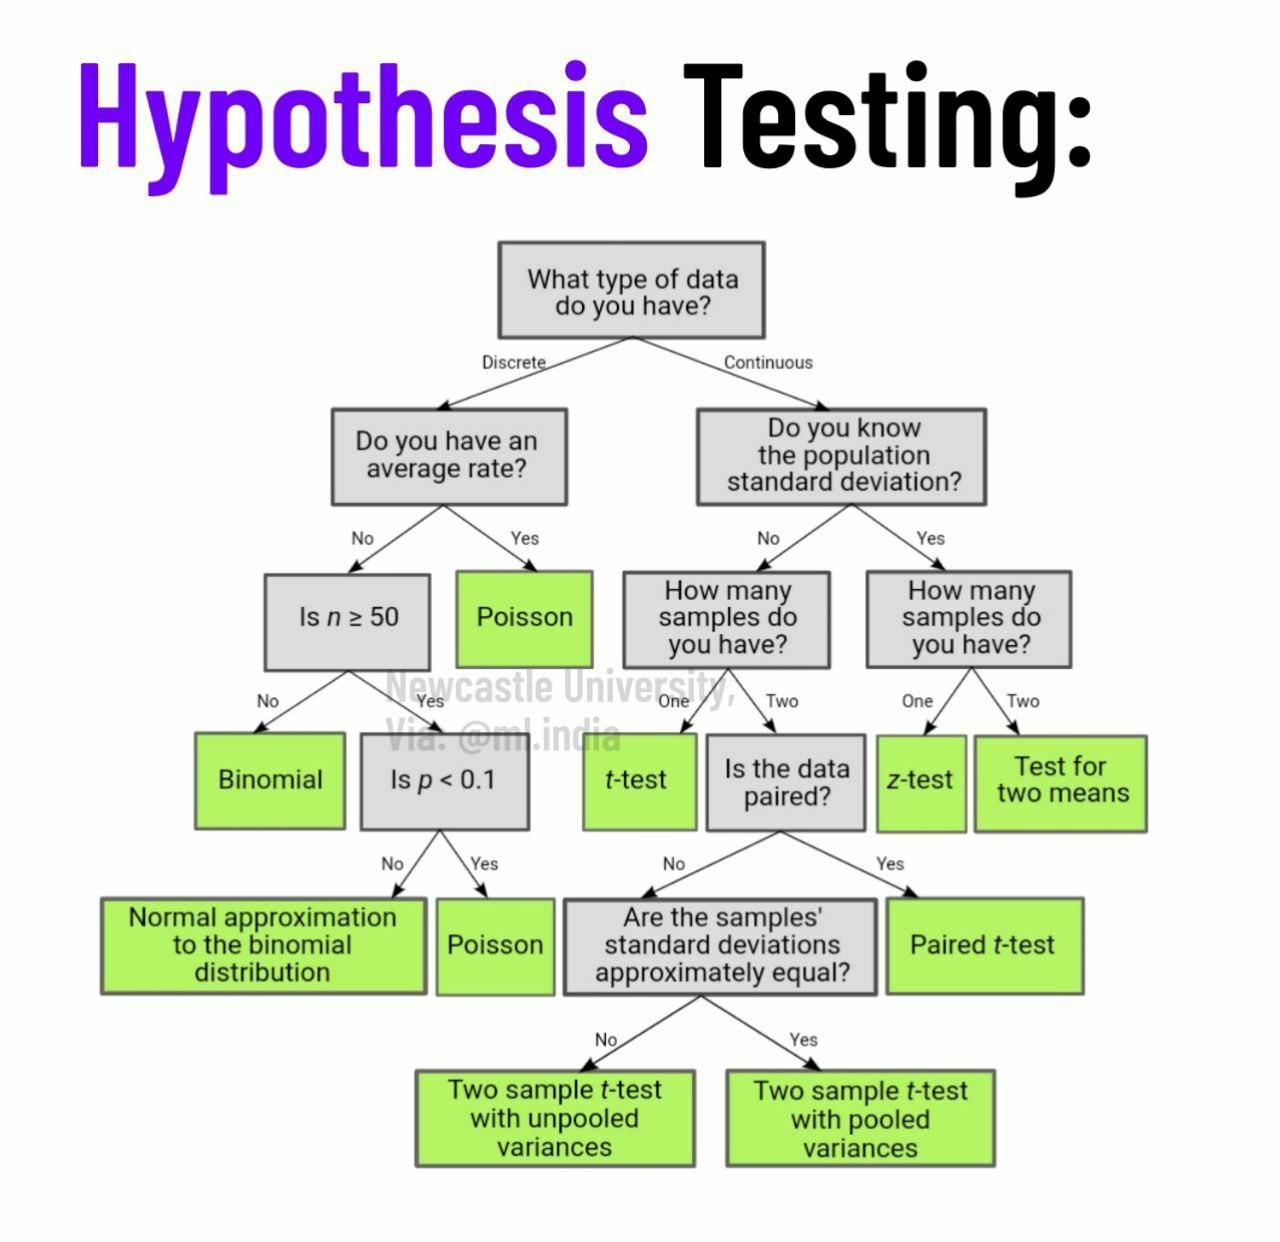 Hypothesis Testing:
What type of data
do you have?
Discrete
Continuous
Do you have an
average rate?
Do you know
the population
standard deviation?
No
Yes
No
Yes
Is n ≥ 50
Poisson
How many
samples do
you have?
How many
samples do
you have?
Newcastle University,
Via: @ml.india
No
Yes
One
Two
One
Two
Binomial
Is p < 0.1
t-test
Is the data
paired?
z-test
Test for
two means
No
Yes
No
Yes
Normal approximation
to the binomial
distribution
Poisson
Are the samples'
standard deviations
approximately equal?
Paired t-test
No
Yes
Two sample t-test
with unpooled
variances
Two sample t-test
with pooled
variances